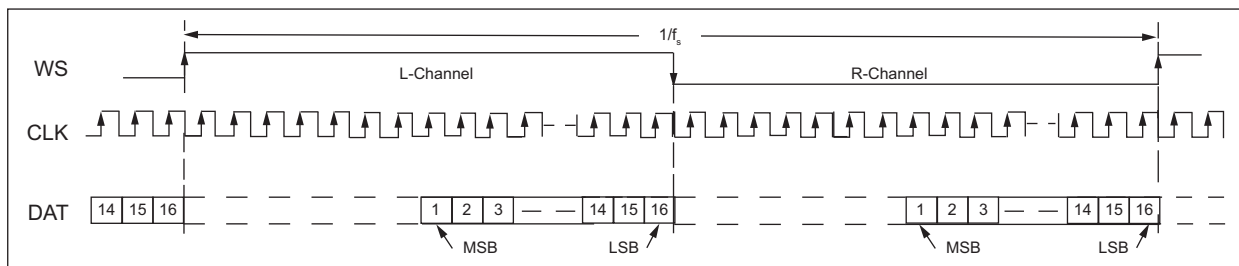 1/fs
WS
L-Channel
R-Channel
CLK
DAT
14 15 16 1 2 3 14 15 16 1 2 3 14 15 16
MSB LSB MSB LSB